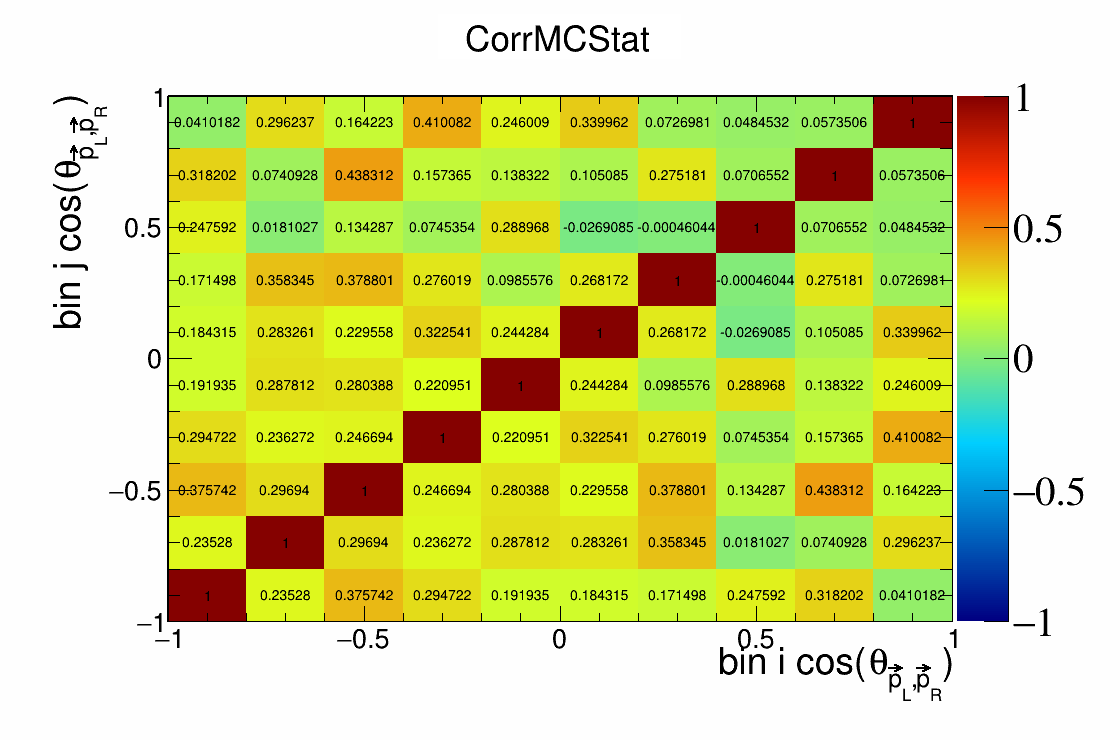 CorrMCStat
bin j cos(θp⃗L,p⃗R)
1
0.5
0
−0.5
−1
0.0410182 0.296237 0.164223 0.410082 0.246009 0.339962 0.0726981 0.0484532 0.0573506 1
0.318202 0.0740928 0.438312 0.157365 0.138322 0.105085 0.275181 0.0706552 1 0.0573506
0.247592 0.0181027 0.134287 0.0745354 0.288968 -0.0269085 -0.00046044 1 0.0706552 0.0484532
0.171498 0.358345 0.378801 0.276019 0.0985576 0.268172 1 -0.00046044 0.275181 0.0726981
0.184315 0.283261 0.229558 0.322541 0.244284 1 0.268172 -0.0269085 0.105085 0.339962
0.191935 0.287812 0.280388 0.220951 1 0.244284 0.0985576 0.288968 0.138322 0.246009
0.294722 0.236272 0.246694 1 0.220951 0.322541 0.276019 0.0745354 0.157365 0.410082
0.375742 0.29694 1 0.246694 0.280388 0.229558 0.378801 0.134287 0.438312 0.164223
0.23528 1 0.29694 0.236272 0.287812 0.283261 0.358345 0.0181027 0.0740928 0.296237
1 0.23528 0.375742 0.294722 0.191935 0.184315 0.171498 0.247592 0.318202 0.0410182
−1 −0.5 0 0.5 1
bin i cos(θp⃗L,p⃗R)
1
0.5
0
−0.5
−1